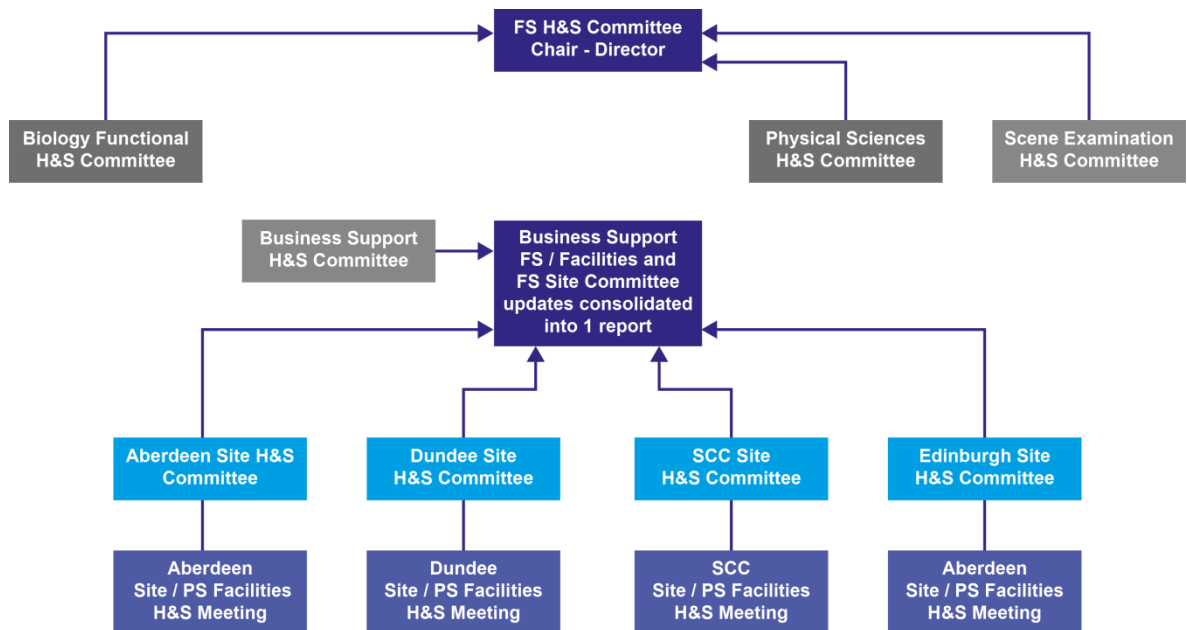 FS H&S Committee
Chair - Director
Biology Functional
H&S Committee
Physical Sciences
H&S Committee
Scene Examination
H&S Committee
Business Support
H&S Committee
Business Support
FS / Facilities and
FS Site Committee
updates consolidated
into 1 report
Aberdeen Site H&S
Committee
Dundee Site
H&S Committee
SCC Site
H&S Committee
Edinburgh Site
H&S Committee
Aberdeen
Site / PS Facilities
H&S Meeting
Dundee
Site / PS Facilities
H&S Meeting
SCC
Site / PS Facilities
H&S Meeting
Aberdeen
Site / PS Facilities
H&S Meeting